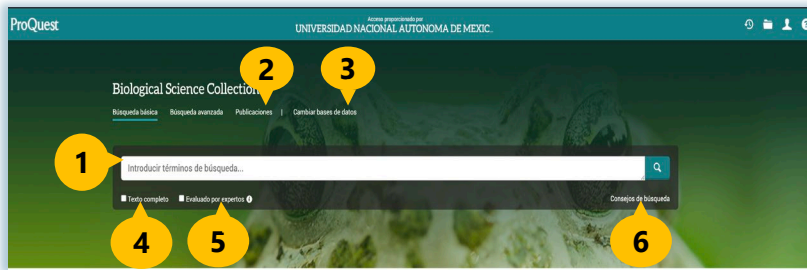 ProQuest
Acceso proporcionado por
UNIVERSIDAD NACIONAL AUTONOMA DE MEXIC...
2
3
Biological Science Collection
Búsqueda básica Búsqueda avanzada Publicaciones | Cambiar bases de datos
1
Introducir términos de búsqueda...
Texto completo Evaluado por expertos
Consejos de búsqueda
4
5
6